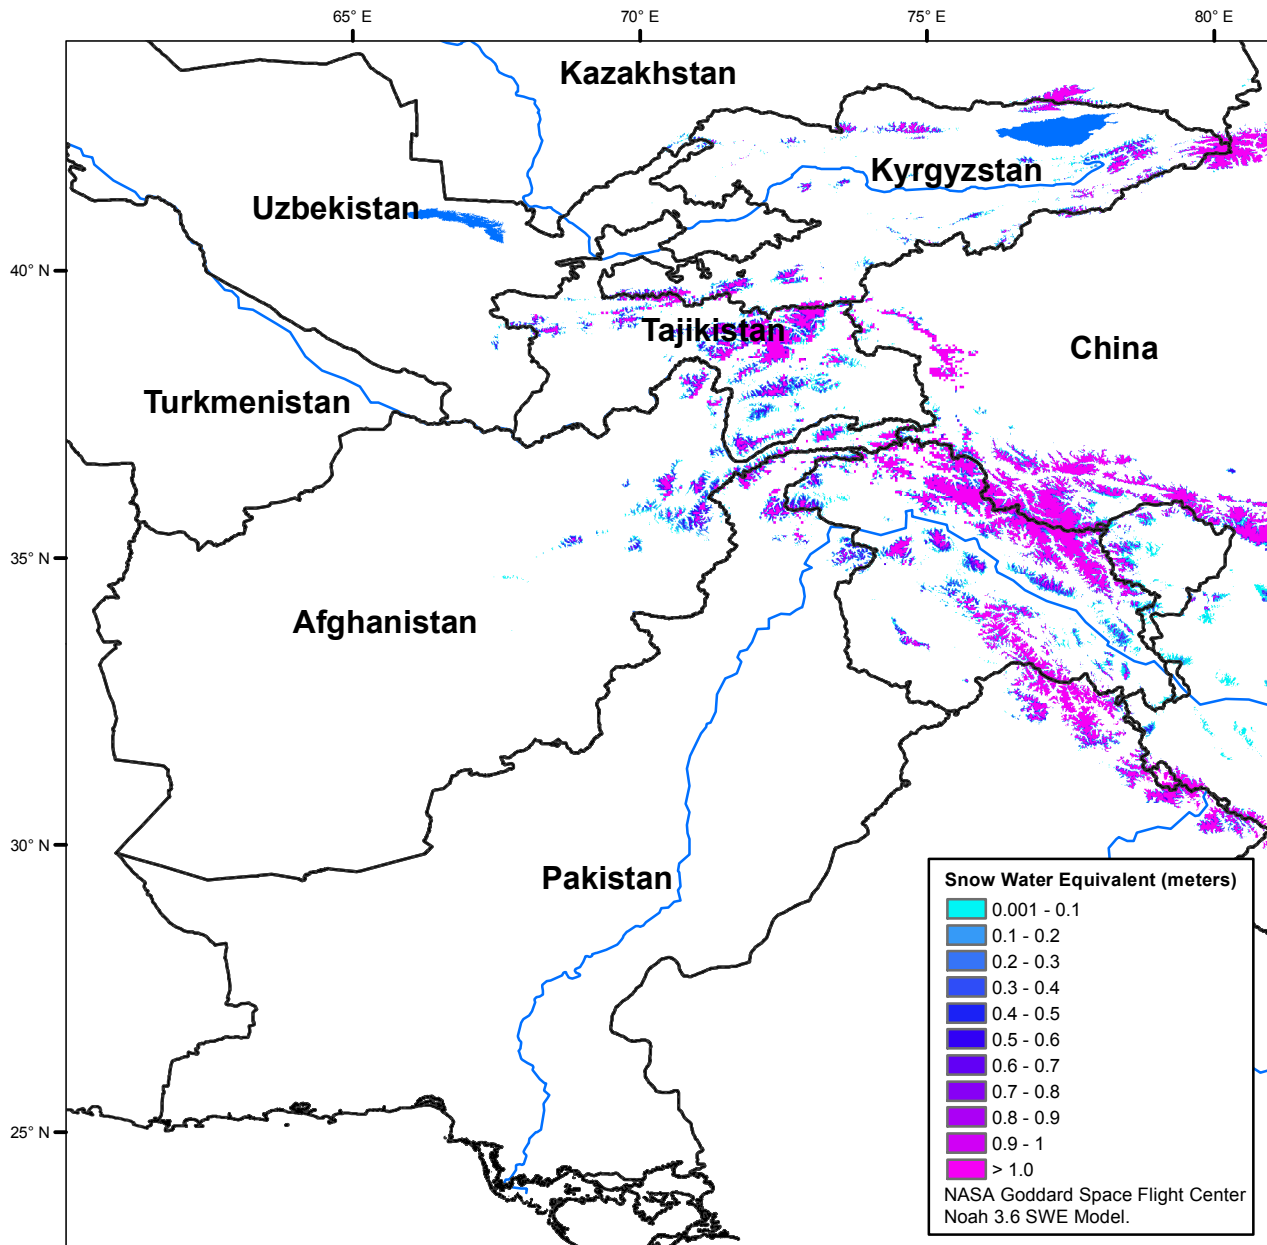 65° E
70° E
75° E
80° E
Kazakhstan
Kyrgyzstan
Uzbekistan
40° N
Tajikistan
China
Turkmenistan
35° N
Afghanistan
30° N
Pakistan
25° N
Snow Water Equivalent (meters)
0.001 - 0.1
0.1 - 0.2
0.2 - 0.3
0.3 - 0.4
0.4 - 0.5
0.5 - 0.6
0.6 - 0.7
0.7 - 0.8
0.8 - 0.9
0.9 - 1
> 1.0
NASA Goddard Space Flight Center
Noah 3.6 SWE Model.